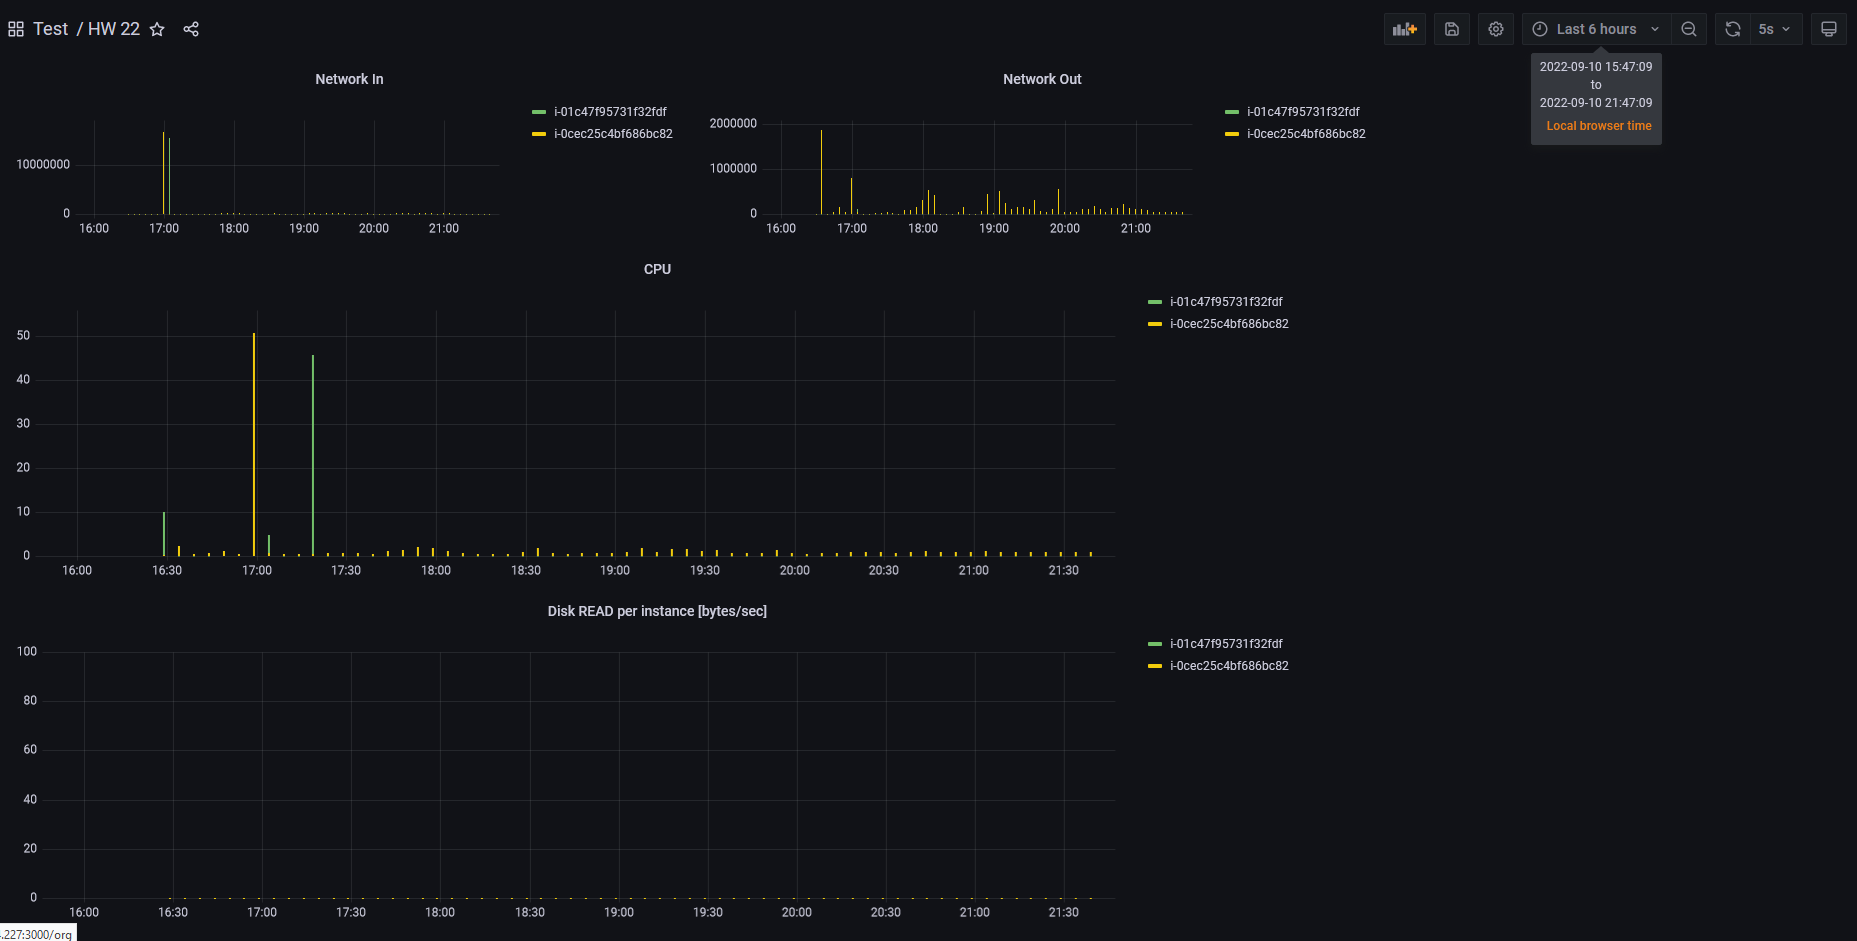 Test / HW 22
Last 6 hours
5s
2022-09-10 15:47:09
to
2022-09-10 21:47:09
Local browser time
Network In
i-01c47f95731f32fdf
i-0cec25c4bf686bc82
10000000
0
16:00 17:00 18:00 19:00 20:00 21:00
Network Out
i-01c47f95731f32fdf
i-0cec25c4bf686bc82
2000000
1000000
0
16:00 17:00 18:00 19:00 20:00 21:00
CPU
i-01c47f95731f32fdf
i-0cec25c4bf686bc82
50
40
30
20
10
0
16:00 16:30 17:00 17:30 18:00 18:30 19:00 19:30 20:00 20:30 21:00 21:30
Disk READ per instance [bytes/sec]
i-01c47f95731f32fdf
i-0cec25c4bf686bc82
100
80
60
40
20
0
16:00 16:30 17:00 17:30 18:00 18:30 19:00 19:30 20:00 20:30 21:00 21:30
.227:3000/org